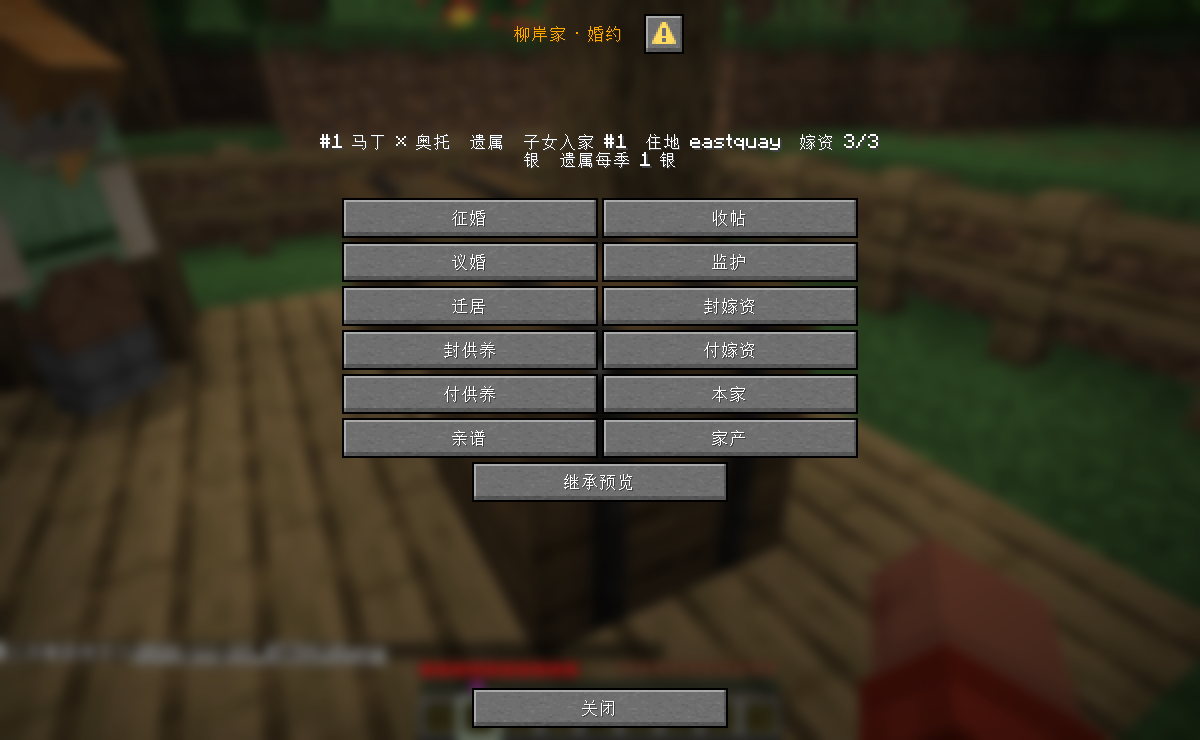 柳岸家 · 婚约
#1 马丁 × 奥托 遗属 子女入家 #1 住地 eastquay 嫁资 3/3
银 遗属每季 1 银
征婚
收帖
议婚
监护
迁居
封嫁资
封供养
付嫁资
付供养
本家
亲谱
家产
继承预览
关闭